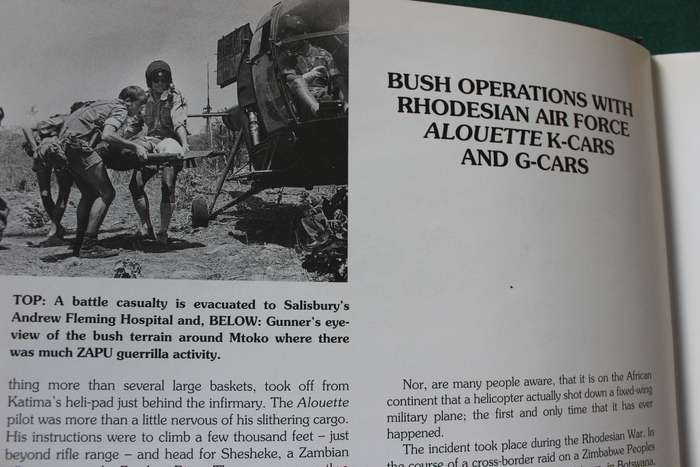 TOP: A battle casualty is evacuated to Salisbury's
Andrew Fleming Hospital and, BELOW: Gunner's eye-
view of the bush terrain around Mtoko where there
was much ZAPU guerrilla activity.
thing more than several large baskets, took off from
Katima's heli-pad just behind the infirmary. The Alouette
pilot was more than a little nervous of his slithering cargo.
His instructions were to climb a few thousand feet – just
beyond rifle range – and head for Shesheke, a Zambian
BUSH OPERATIONS WITH
RHODESIAN AIR FORCE
ALOUETTE K-CARS
AND G-CARS
Nor, are many people aware, that it is on the African
continent that a helicopter actually shot down a fixed-wing
military plane; the first and only time that it has ever
happened.
The incident took place during the Rhodesian War. In
the course of a cross-border raid on a Zimbabwe Peoples
in Botswana,